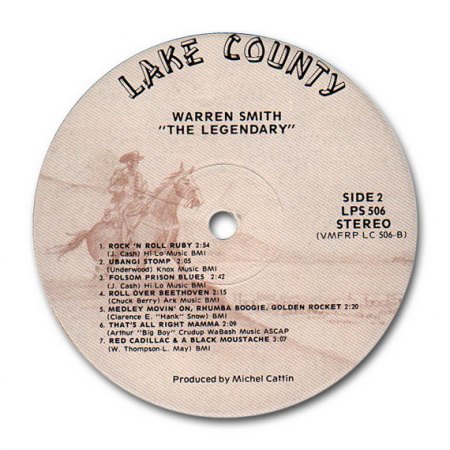 LAKE COUNTY
WARREN SMITH
"THE LEGENDARY"
SIDE 2
LPS 506
STEREO
(VMFRP LC 506-B)
1. ROCK 'N ROLL RUBY 2:54
(J. Cash) Hi-Lo Music BMI
2. UBANGI STOMP 2:05
(Underwood) Knox Music BMI
3. FOLSOM PRISON BLUES 2:42
(J. Cash) Hi Lo Music BMI
4. ROLL OVER BEETHOVEN 2:15
(Chuck Berry) Ark Music BMI
5. MEDLEY MOVIN' ON, RHUMBA BOOGIE, GOLDEN ROCKET 2:20
(Clarence E. "Hank" Snow) BMI
6. THAT'S ALL RIGHT MAMMA 2:09
(Arthur "Big Boy" Crudup WaBash Music ASCAP
7. RED CADILLAC & A BLACK MOUSTACHE 3:07
(W. Thompson-L. May) BMI
Produced by Michel Cattin